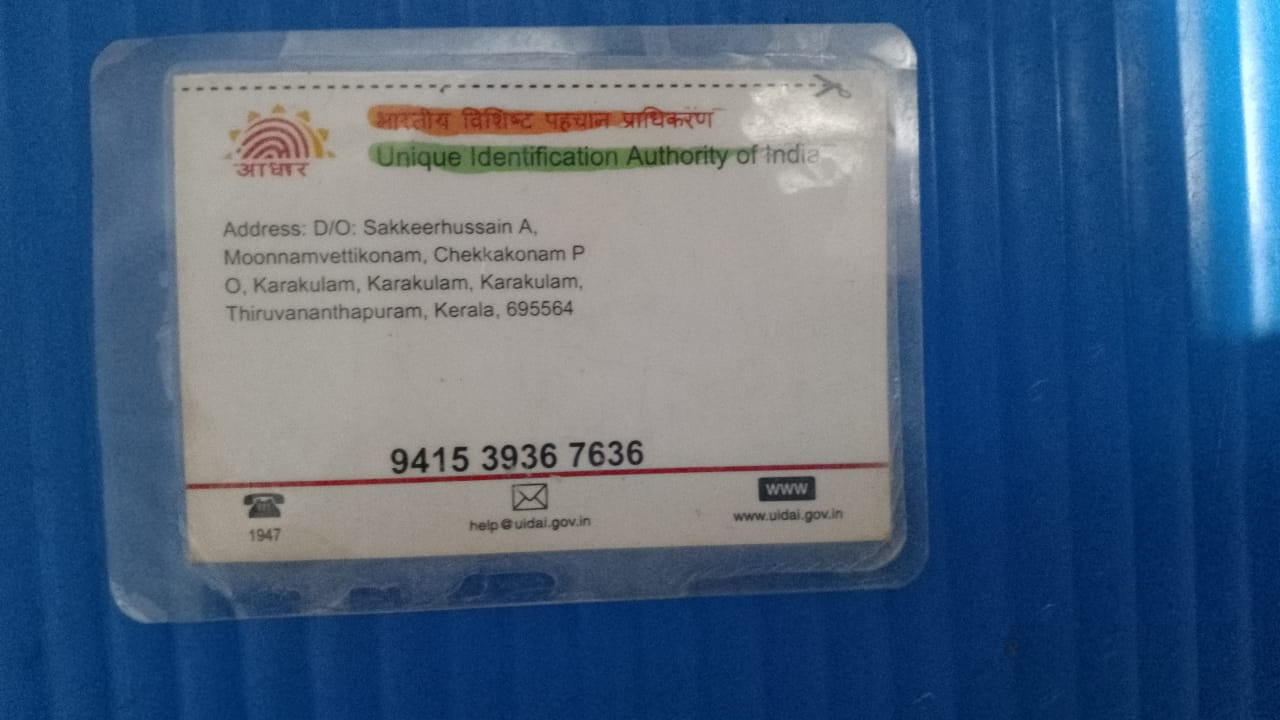 भारतीय विशिष्ट पहचान प्राधिकरण
Unique Identification Authority of India
आधार
Address: D/O: Sakkeerhussain A,
Moonnamvettikonam, Chekkakonam P
O, Karakulam, Karakulam, Karakulam,
Thiruvananthapuram, Kerala, 695564
9415 3936 7636
1947
help@uidai.gov.in
WWW
www.uidai.gov.in